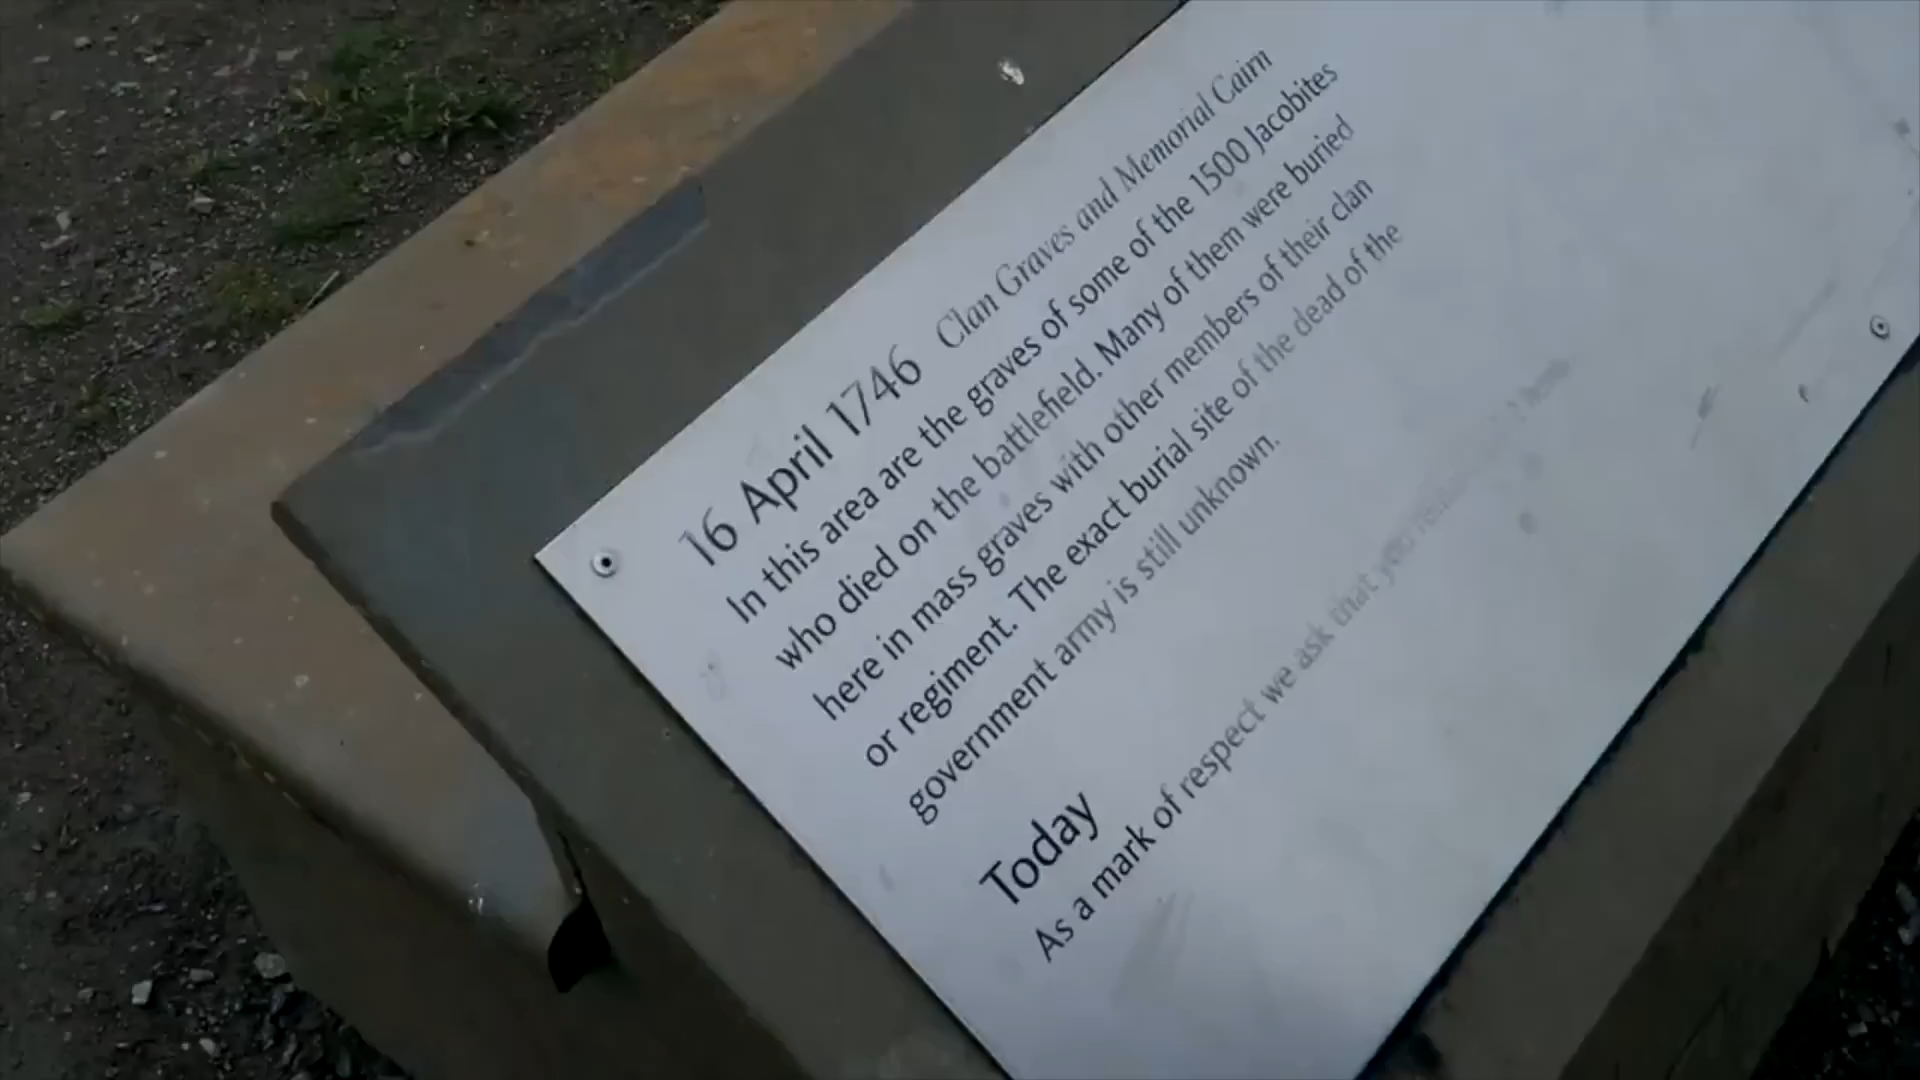 16 April 1746 Clan Graves and Memorial Cairn
In this area are the graves of some of the 1500 Jacobites
who died on the battlefield. Many of them were buried
here in mass graves with other members of their clan
or regiment. The exact burial site of the dead of the
government army is still unknown.
Today
As a mark of respect we ask that you